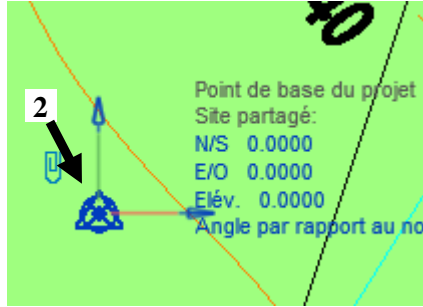 2
Point de base du projet
Site partagé:
N/S 0.0000
E/O 0.0000
Élév. 0.0000
Angle par rapport au no